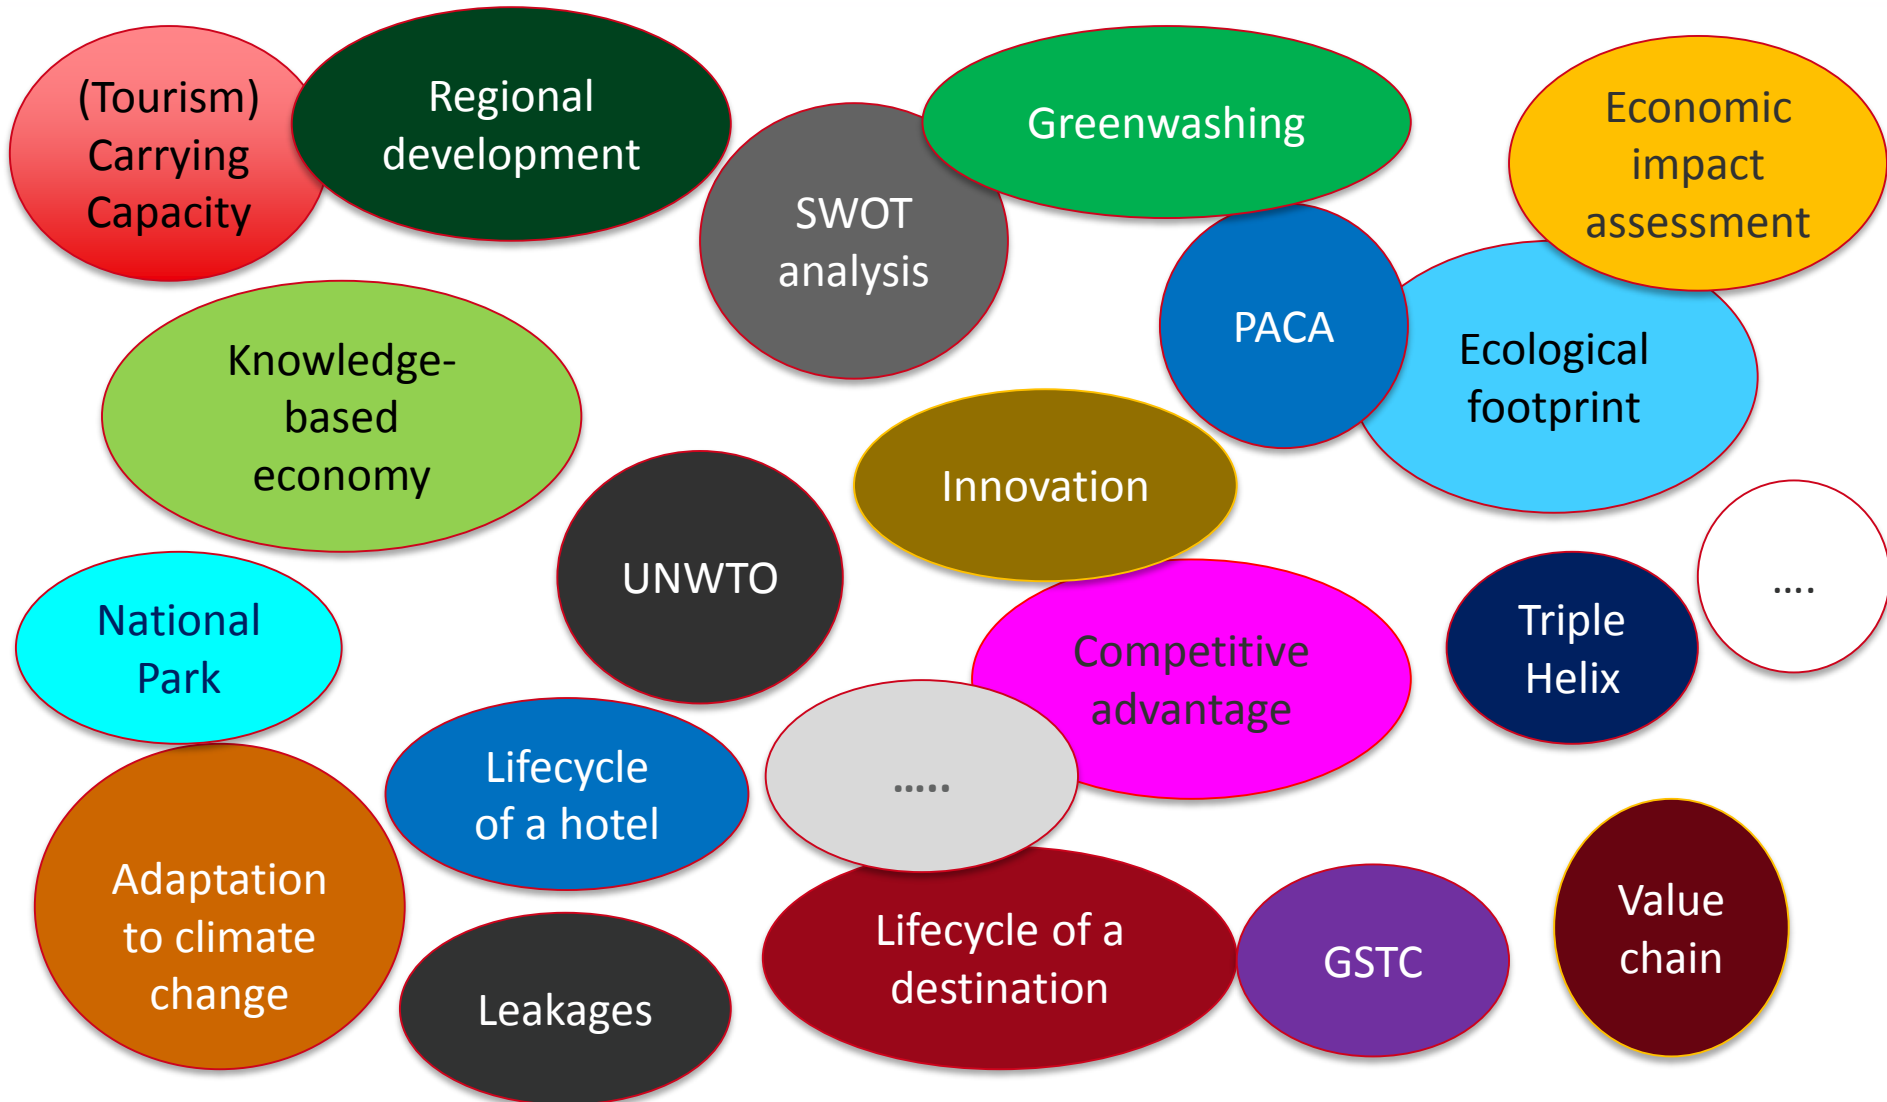 (Tourism)
Carrying
Capacity
Regional
development
SWOT
analysis
Greenwashing
Economic
impact
assessment
Knowledge-
based
economy
PACA
Ecological
footprint
Innovation
UNWTO
National
Park
Competitive
advantage
Triple
Helix
....
Lifecycle
of a hotel
.....
Adaptation
to climate
change
Leakages
Lifecycle of a
destination
GSTC
Value
chain